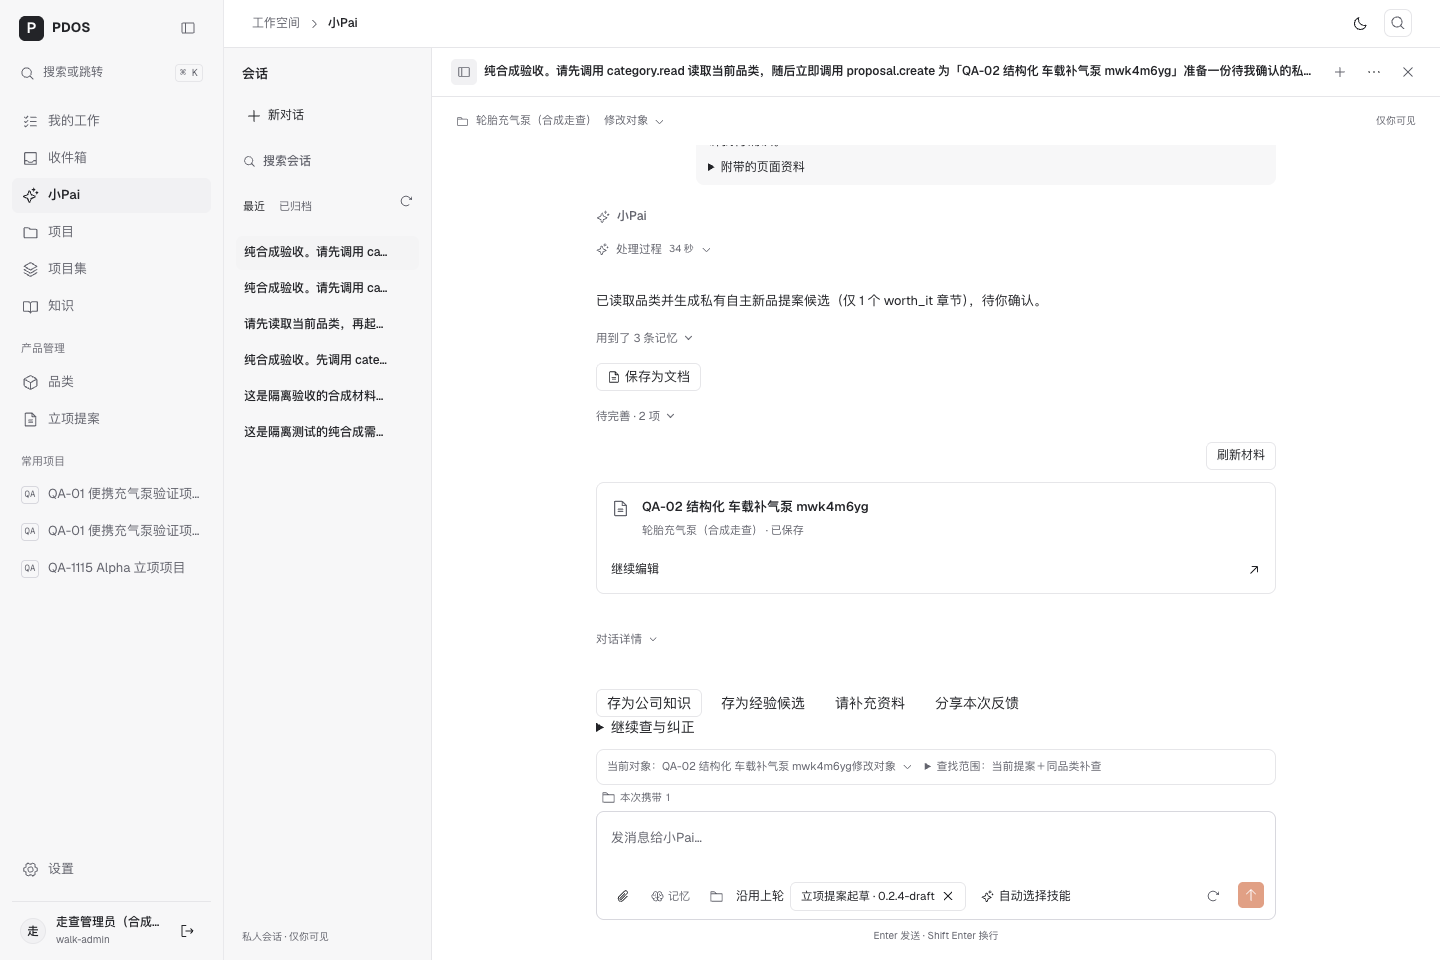 P PDOS
搜索或跳转 ⌘ K
我的工作
收件箱
小Pai
项目
项目集
知识
产品管理
品类
立项提案
常用项目
QA QA-01 便携充气泵验证项...
QA QA-01 便携充气泵验证项...
QA QA-1115 Alpha 立项项目
设置
走 走查管理员（合成...
walk-admin
工作空间 > 小Pai
会话
新对话
搜索会话
最近 已归档
纯合成验收。请先调用 ca...
纯合成验收。请先调用 ca...
请先读取当前品类，再起...
纯合成验收。先调用 cate...
这是隔离验收的合成材料...
这是隔离测试的纯合成需...
私人会话 · 仅你可见
纯合成验收。请先调用 category.read 读取当前品类，随后立即调用 proposal.create 为「QA-02 结构化 车载补气泵 mwk4m6yg」准备一份待我确认的私...
轮胎充气泵（合成走查） 修改对象
仅你可见
附带的页面资料
小Pai
处理过程 34 秒
已读取品类并生成私有自主新品提案候选（仅 1 个 worth_it 章节），待你确认。
用到了 3 条记忆
保存为文档
待完善 · 2 项
刷新材料
QA-02 结构化 车载补气泵 mwk4m6yg
轮胎充气泵（合成走查） · 已保存
继续编辑
对话详情
存为公司知识 存为经验候选 请补充资料 分享本次反馈
继续查与纠正
当前对象：QA-02 结构化 车载补气泵 mwk4m6yg修改对象 查找范围：当前提案＋同品类补查
本次携带 1
发消息给小Pai...
记忆 沿用上轮 立项提案起草 · 0.2.4-draft 自动选择技能
Enter 发送 · Shift Enter 换行